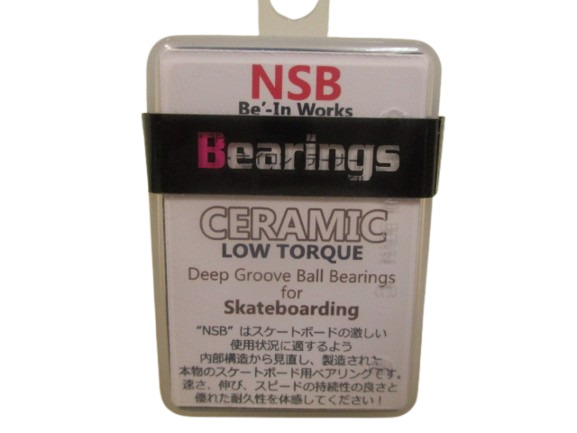 NSB
Be'-In Works
Bearings
CERAMIC
LOW TORQUE
Deep Groove Ball Bearings
for
Skateboarding
"NSB"はスケートボードの激しい
使用状況に適するよう
内部構造から見直し、製造された
本物のスケートボード用ベアリングです。
速さ、伸び、スピードの持続性の良さと
優れた耐久性を体感してください！